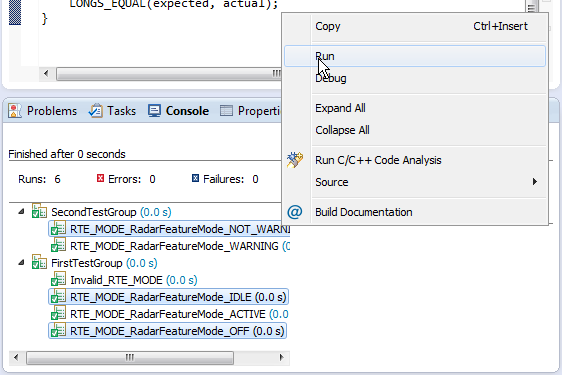 LONGS_EQUAL(expected, actual);
}
Copy Ctrl+Insert
Run
Debug
Expand All
Collapse All
Run C/C++ Code Analysis
Source
@ Build Documentation
Problems Tasks Console Properti
Finished after 0 seconds
Runs: 6 Errors: 0 Failures: 0
SecondTestGroup (0.0 s)
RTE_MODE_RadarFeatureMode_NOT_WARNI
RTE_MODE_RadarFeatureMode_WARNING (0
FirstTestGroup (0.0 s)
Invalid_RTE_MODE (0.0 s)
RTE_MODE_RadarFeatureMode_IDLE (0.0 s)
RTE_MODE_RadarFeatureMode_ACTIVE (0.0
RTE_MODE_RadarFeatureMode_OFF (0.0 s)